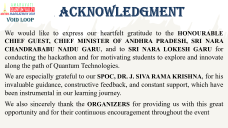 ACKNOWLEDGMENT
VOID LOOP
We would like to express our heartfelt gratitude to the HONOURABLE
CHIEF GUEST, CHIEF MINISTER OF ANDHRA PRADESH, SRI NARA
CHANDRABABU NAIDU GARU, and to SRI NARA LOKESH GARU for
conducting the hackathon and for motivating students to explore and innovate
along the path of Quantum Technologies.
We are especially grateful to our SPOC, DR. J. SIVA RAMA KRISHNA, for his
invaluable guidance, constructive feedback, and constant support, which have
been instrumental in our learning journey.
We also sincerely thank the ORGANIZERS for providing us with this great
opportunity and for their continuous encouragement throughout the event